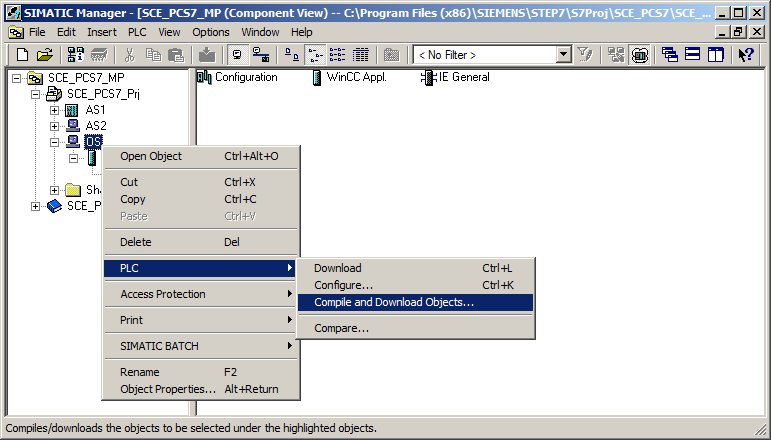 SIMATIC Manager - [SCE_PCS7_MP (Component View) -- C:\Program Files (x86)\SIEMENS\STEP7\S7Proj\SCE_PCS7\SCE_...
File Edit Insert PLC View Options Window Help
< No Filter >
SCE_PCS7_MP
SCE_PCS7_Prj
AS1
AS2
OS
Sha
SCE_P
Configuration WinCC Appl. IE General
Open Object Ctrl+Alt+O
Cut Ctrl+X
Copy Ctrl+C
Paste Ctrl+V
Delete Del
PLC
Access Protection
Print
SIMATIC BATCH
Rename F2
Object Properties... Alt+Return
Download Ctrl+L
Configure... Ctrl+K
Compile and Download Objects...
Compare...
Compiles/downloads the objects to be selected under the highlighted objects.